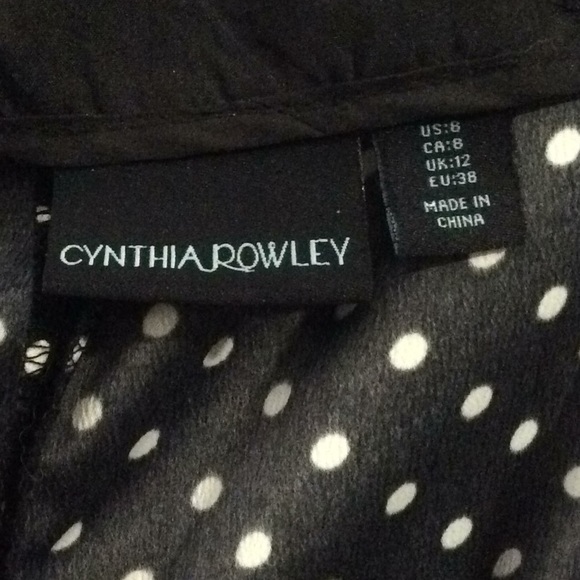 CYNTHIA ROWLEY
US:8
CA:8
UK:12
EU:38
MADE IN
CHINA